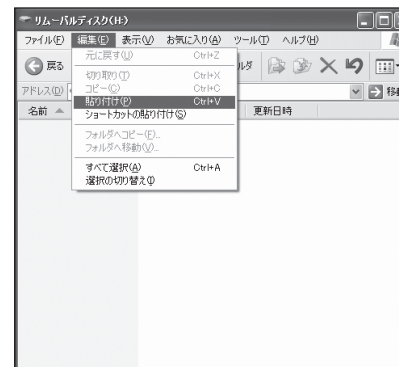 リムーバルディスク(H:)
ファイル(F) 編集(E) 表示(V) お気に入り(A) ツール(T) ヘルプ(H)
元に戻す(U) Ctrl+Z
戻る
切り取り(T) Ctrl+X
アドレス(D)
コピー(C) Ctrl+C
貼り付け(P) Ctrl+V
名前 更新日時
ショートカットの貼り付け(S)
フォルダへコピー(F)...
フォルダへ移動(V)...
すべて選択(A) Ctrl+A
選択の切り替え(I)